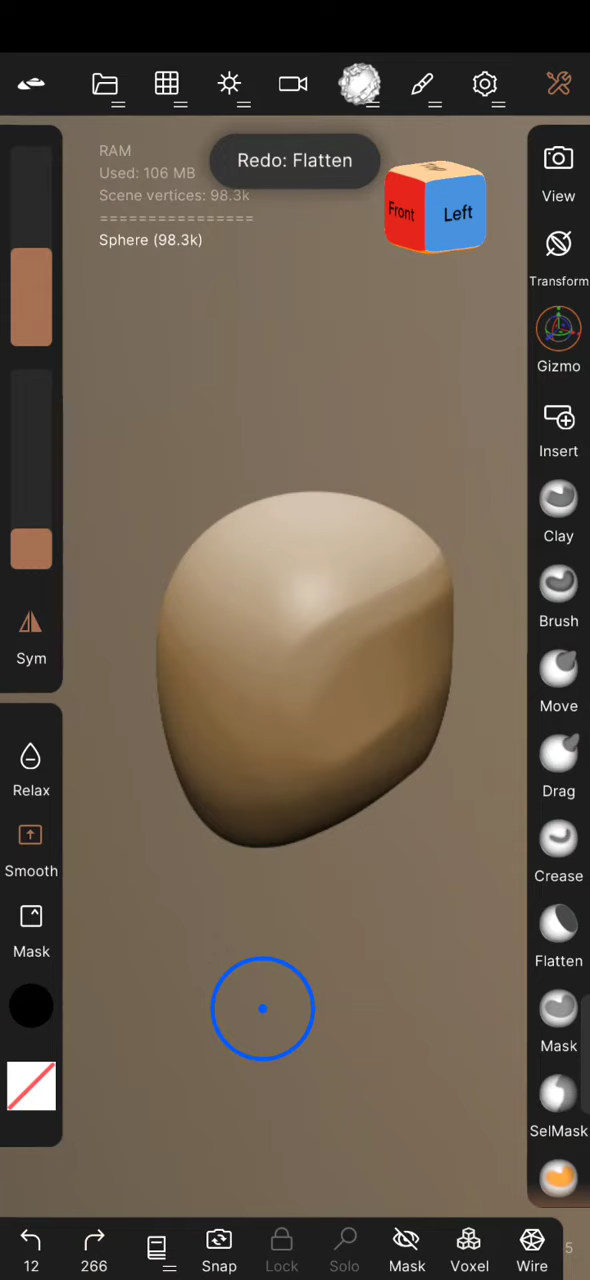 Redo: Flatten
RAM
Used: 106 MB
Scene vertices: 98.3k
================
Sphere (98.3k)
Front
Left
View
Transform
Gizmo
Insert
Clay
Brush
Move
Drag
Crease
Flatten
Mask
SelMask
Sym
Relax
Smooth
Mask
12
266
Snap
Lock
Solo
Mask
Voxel
Wire
5